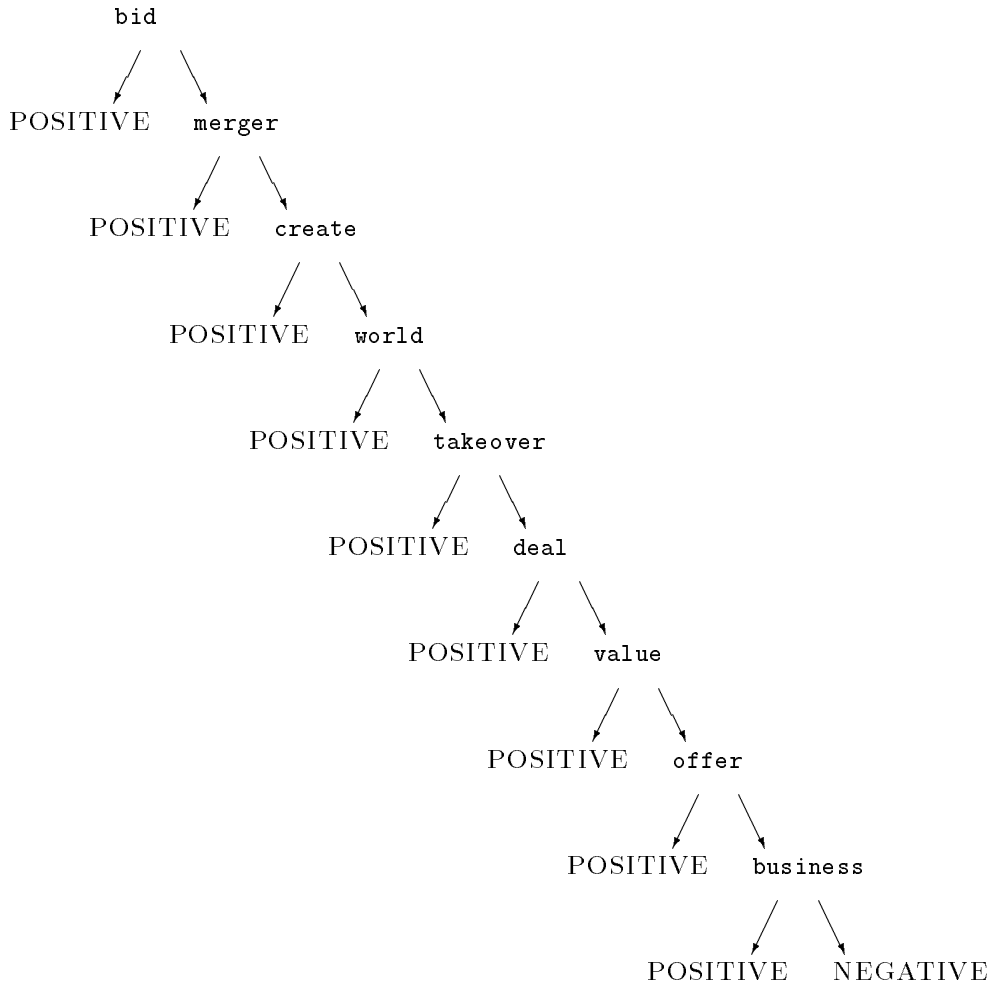 bid
POSITIVE merger
POSITIVE create
POSITIVE world
POSITIVE takeover
POSITIVE deal
POSITIVE value
POSITIVE offer
POSITIVE business
POSITIVE NEGATIVE